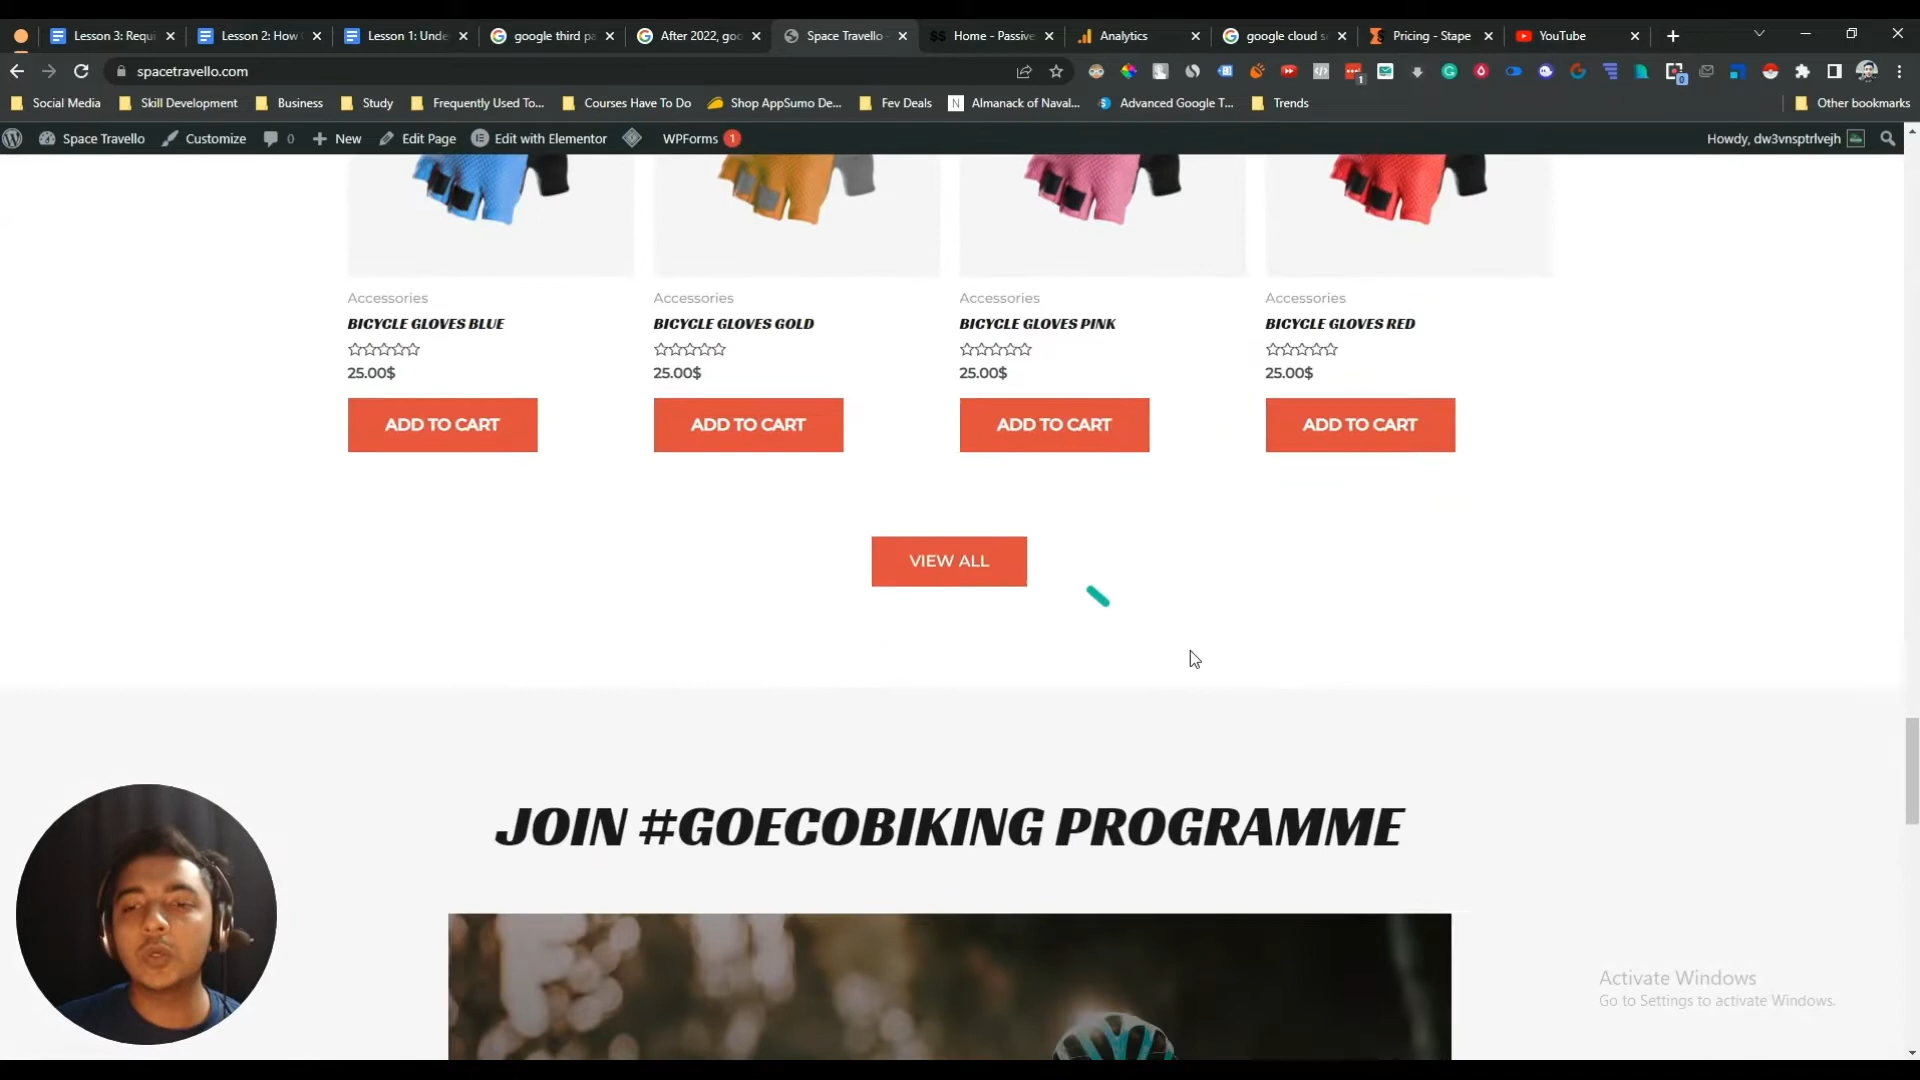 Lesson 3: Requi
Lesson 2: How
Lesson 1: Unde
google third pa
After 2022, goo
Space Travello
$$ Home - Passive
Analytics
google cloud se
Pricing - Stape
YouTube
spacetravello.com
Social Media
Skill Development
Business
Study
Frequently Used To...
Courses Have To Do
Shop AppSumo De...
Fev Deals
N Almanack of Naval...
Advanced Google T...
Trends
Other bookmarks
Space Travello
Customize
0
New
Edit Page
Edit with Elementor
WPForms 1
Howdy, dw3vnsptrlvejh
Accessories Accessories Accessories Accessories
BICYCLE GLOVES BLUE BICYCLE GLOVES GOLD BICYCLE GLOVES PINK BICYCLE GLOVES RED
25.00$ 25.00$ 25.00$ 25.00$
ADD TO CART ADD TO CART ADD TO CART ADD TO CART
VIEW ALL
JOIN #GOECOBIKING PROGRAMME
Activate Windows
Go to Settings to activate Windows.